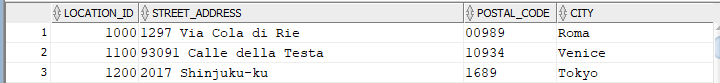 LOCATION_ID STREET_ADDRESS POSTAL_CODE CITY
1 1000 1297 Via Cola di Rie 00989 Roma
2 1100 93091 Calle della Testa 10934 Venice
3 1200 2017 Shinjuku-ku 1689 Tokyo